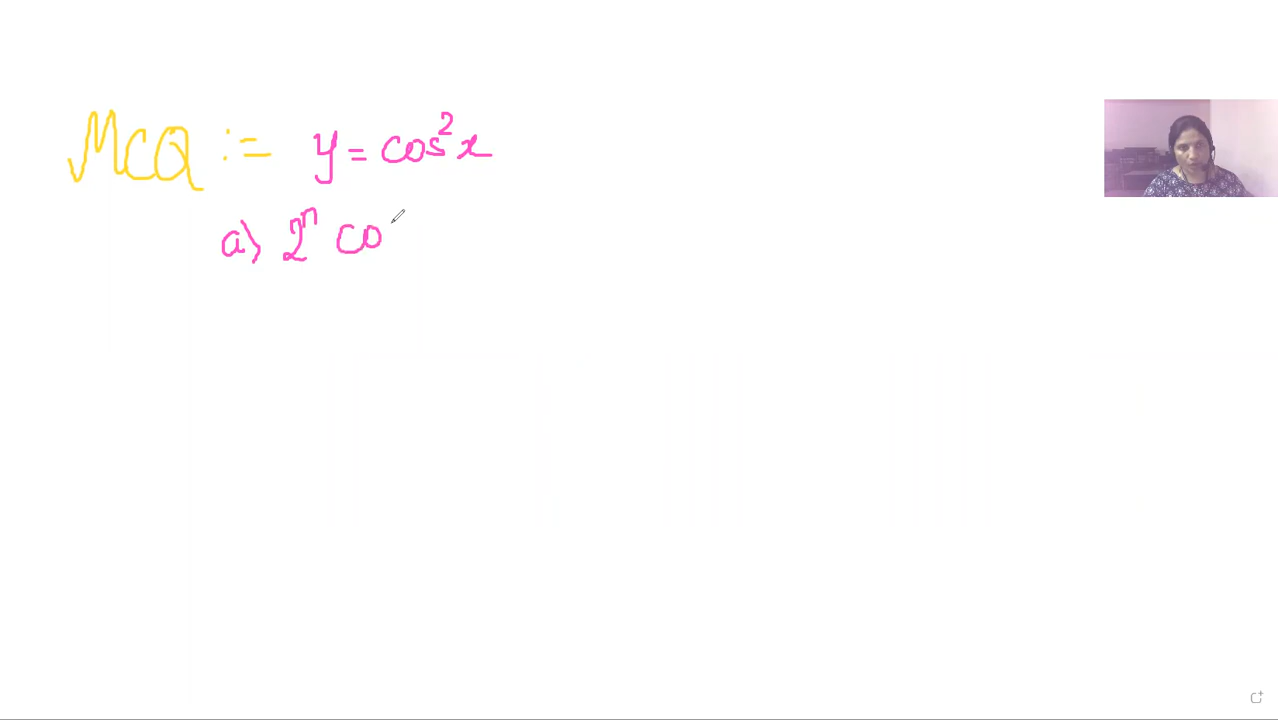 MCQ := y = cos²x
a) 2ⁿ co